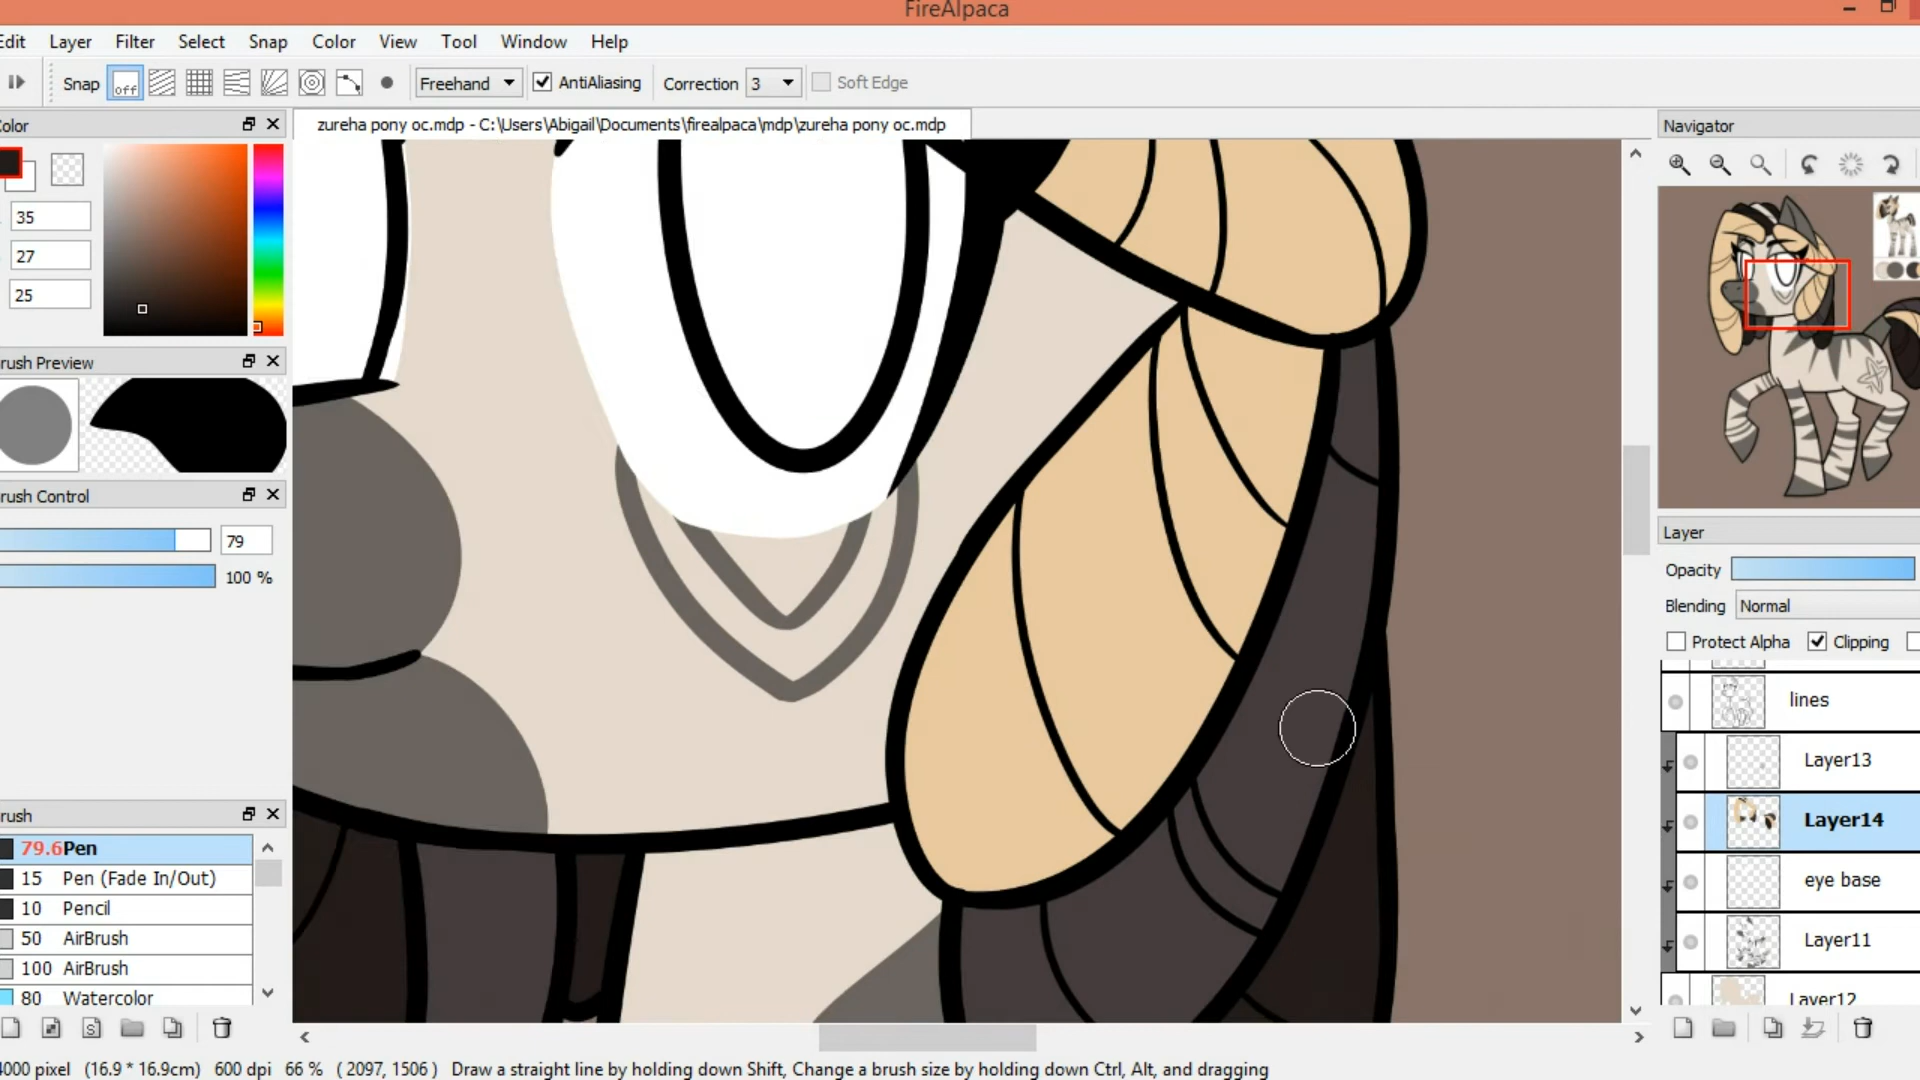 FireAlpaca
Edit Layer Filter Select Snap Color View Tool Window Help
Snap off Freehand AntiAliasing Correction 3 Soft Edge
Color
zureha pony oc.mdp - C:\Users\Abigail\Documents\firealpaca\mdp\zureha pony oc.mdp
Navigator
35
27
25
Brush Preview
Brush Control
79
100 %
Layer
Opacity
Blending Normal
Protect Alpha Clipping
lines
Layer13
Layer14
eye base
Layer11
Layer12
Brush
79.6 Pen
15 Pen (Fade In/Out)
10 Pencil
50 AirBrush
100 AirBrush
80 Watercolor
4000 pixel (16.9 * 16.9cm) 600 dpi 66 % ( 2097, 1506 ) Draw a straight line by holding down Shift, Change a brush size by holding down Ctrl, Alt, and dragging